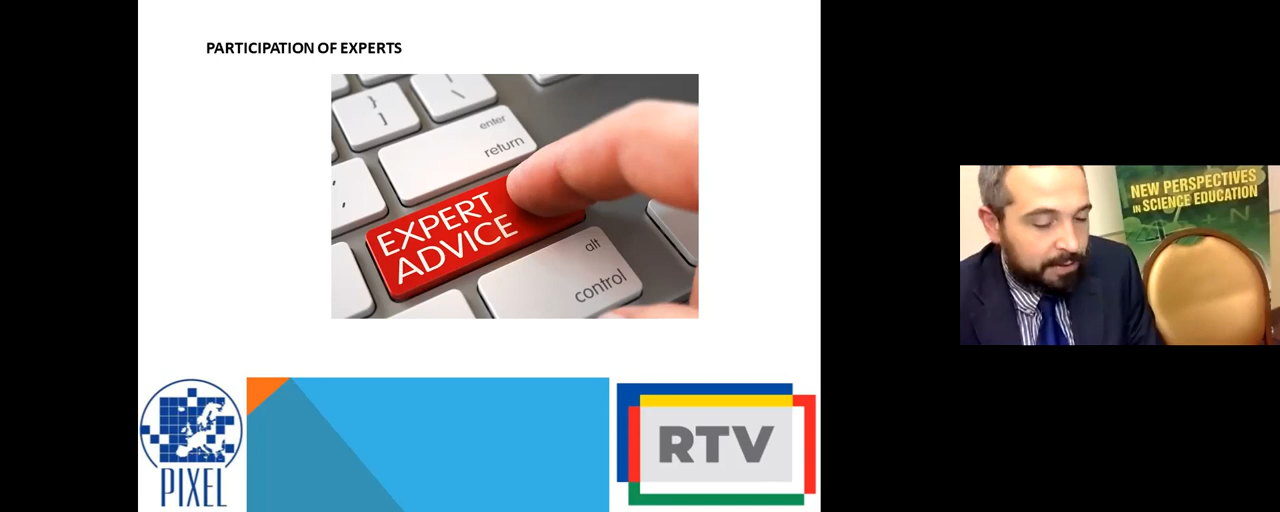 PARTICIPATION OF EXPERTS
}
]
|
\
enter
return
,
EXPERT
ADVICE
alt
control
PIXEL
RTV
NEW PERSPECTIVES
IN SCIENCE EDUCATION
+ N